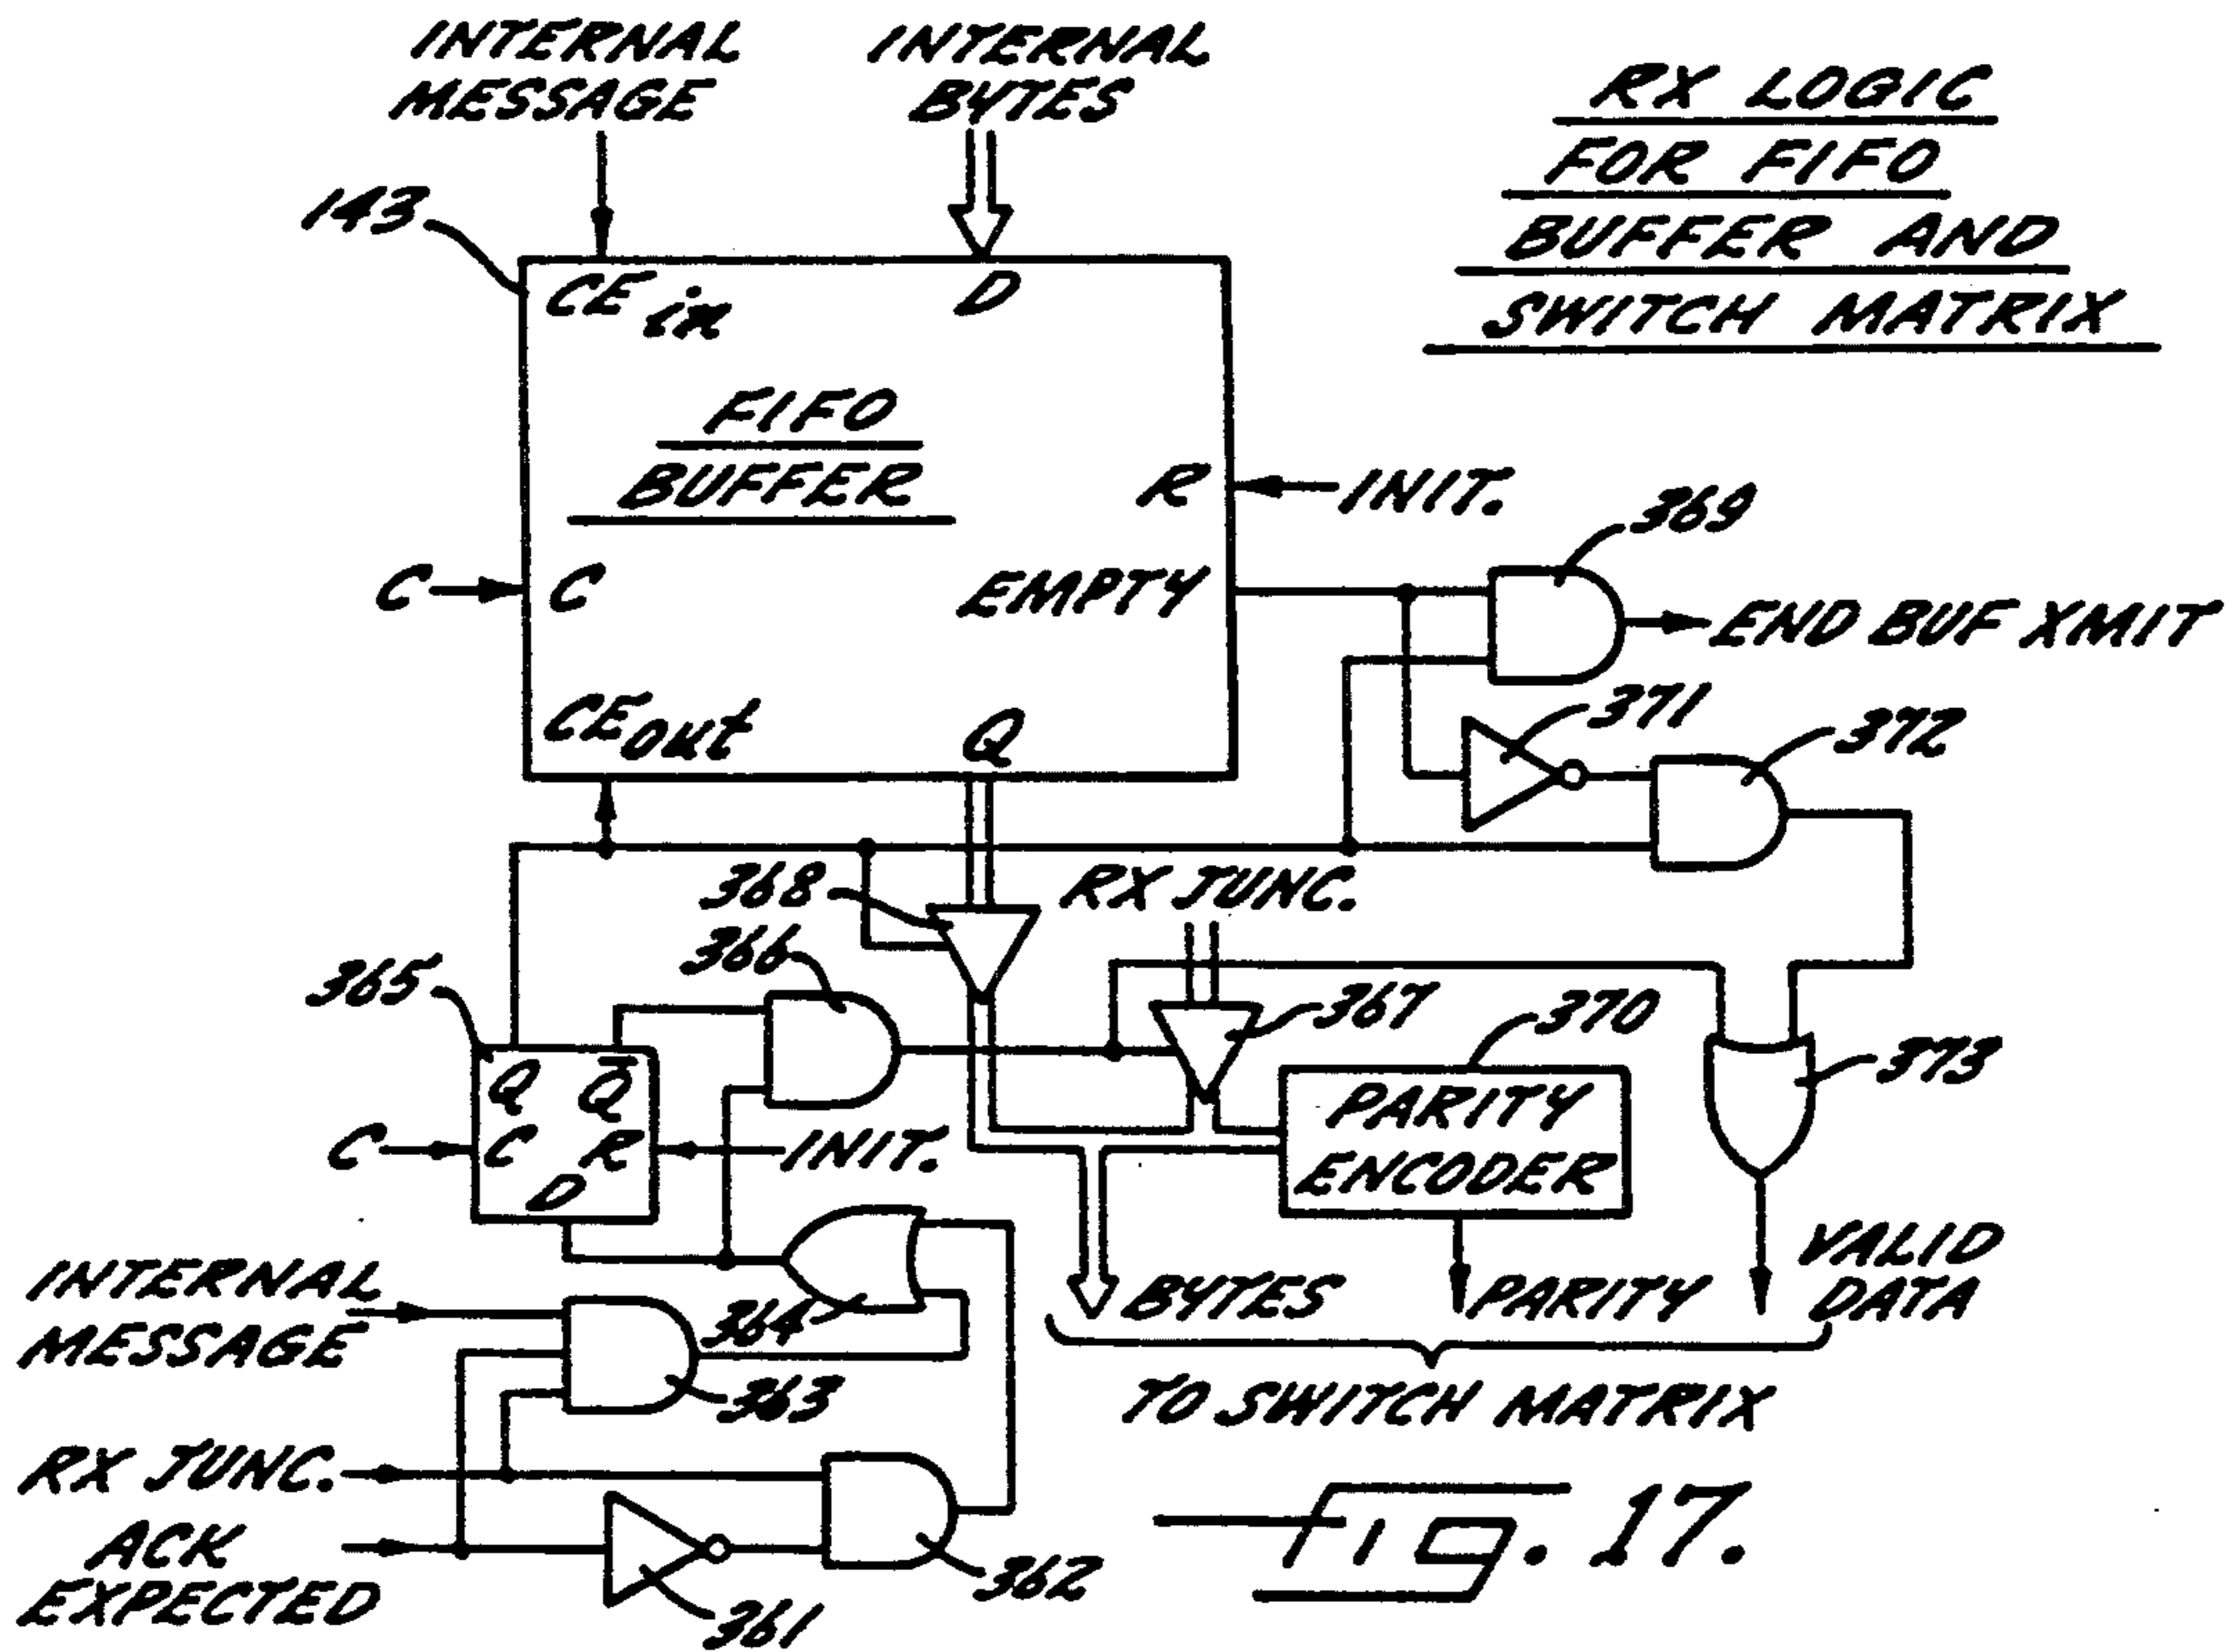 INTERNAL
MESSAGE
INTERNAL
BYTES
RX LOGIC
FOR FIFO
BUFFER AND
SWITCH MATRIX
143
CE in
D
FIFO
BUFFER
R
INIT.
369
C
C
EMPTY
END BUF XMIT
CE out
Q
371
372
368
RX JUNC.
366
365
367
370
373
Q
Q̅
C
C
R
INIT.
D
PARITY
ENCODER
INTERNAL
MESSAGE
364
BYTES
PARITY
VALID
DATA
363
TO SWITCH MATRIX
RX JUNC.
ACK
EXPECTED
361
362
Fig. 17.